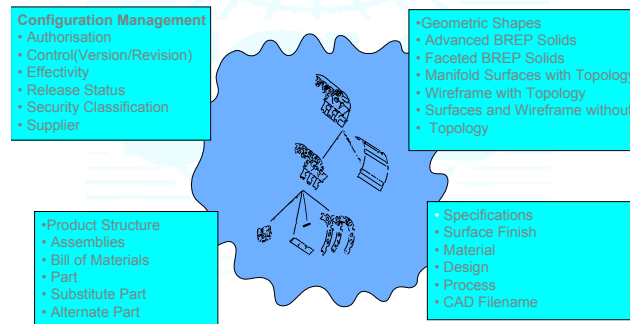 Configuration Management
• Authorisation
• Control(Version/Revision)
• Effectivity
• Release Status
• Security Classification
• Supplier
•Geometric Shapes
• Advanced BREP Solids
• Faceted BREP Solids
• Manifold Surfaces with Topology
• Wireframe with Topology
• Surfaces and Wireframe without
• Topology
•Product Structure
• Assemblies
• Bill of Materials
• Part
• Substitute Part
• Alternate Part
• Specifications
• Surface Finish
• Material
• Design
• Process
• CAD Filename